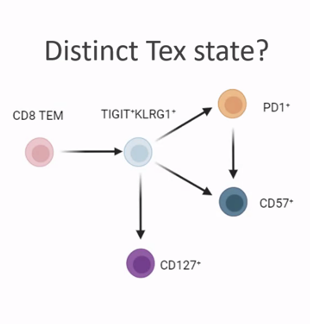 Distinct Tex state?
CD8 TEM
TIGIT⁺KLRG1⁺
PD1⁺
CD57⁺
CD127⁺